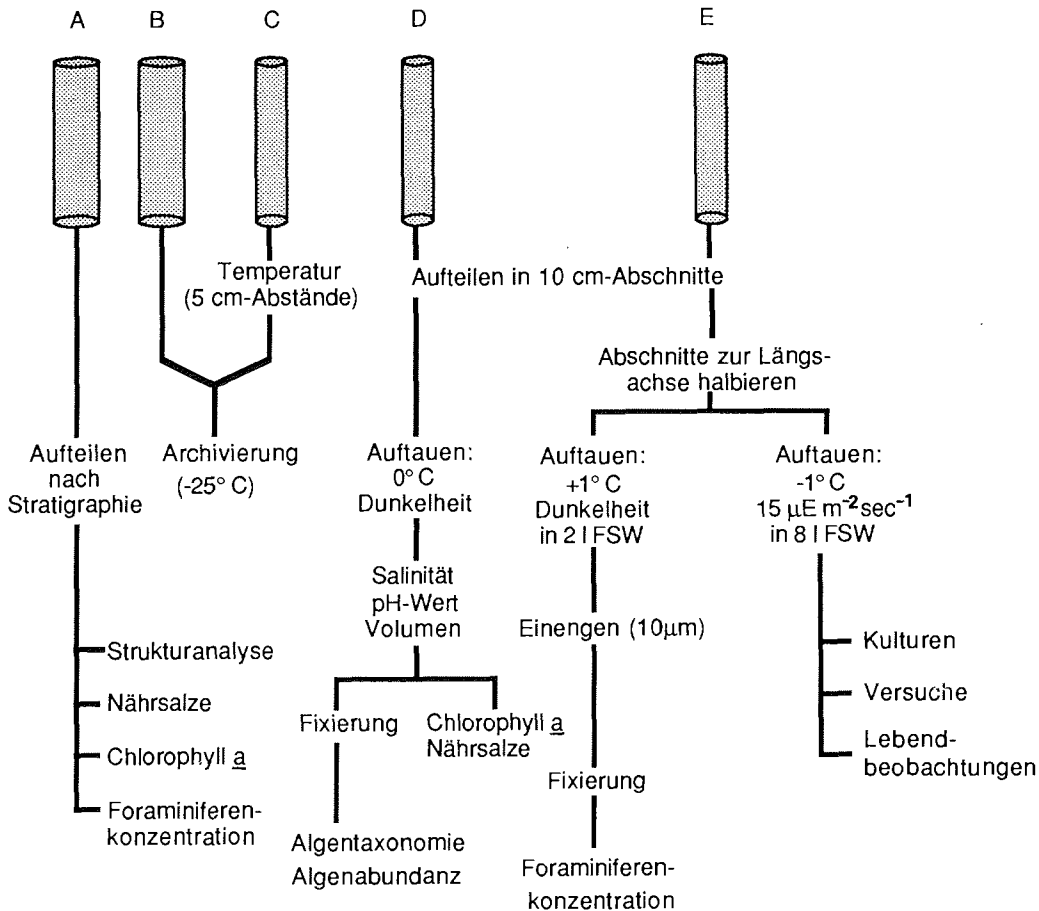 A
B
C
D
E
Temperatur
(5 cm-Abstände)
Aufteilen in 10 cm-Abschnitte
Abschnitte zur Längs-
achse halbieren
Aufteilen
nach
Stratigraphie
Archivierung
(-25° C)
Auftauen:
0° C
Dunkelheit
Auftauen:
+1° C
Dunkelheit
in 2 l FSW
Auftauen:
-1° C
15 µE m⁻² sec⁻¹
in 8 l FSW
Salinität
pH-Wert
Volumen
Einengen (10µm)
Strukturanalyse
Nährsalze
Chlorophyll a
Foraminiferen-
konzentration
Fixierung
Chlorophyll a
Nährsalze
Algentaxonomie
Algenabundanz
Fixierung
Foraminiferen-
konzentration
Kulturen
Versuche
Lebend-
beobachtungen